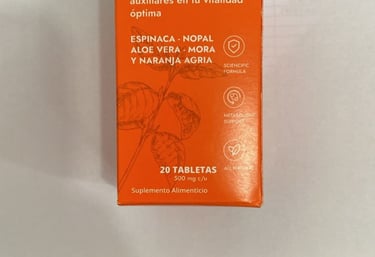 auxiliares en tu vitalidad
óptima
ESPINACA - NOPAL
ALOE VERA - MORA
Y NARANJA AGRIA
SCIENCIFIC
FORMULA
METABOLISM
SUPPORT
ALL NATURAL
20 TABLETAS
500 mg c/u
Suplemento Alimenticio